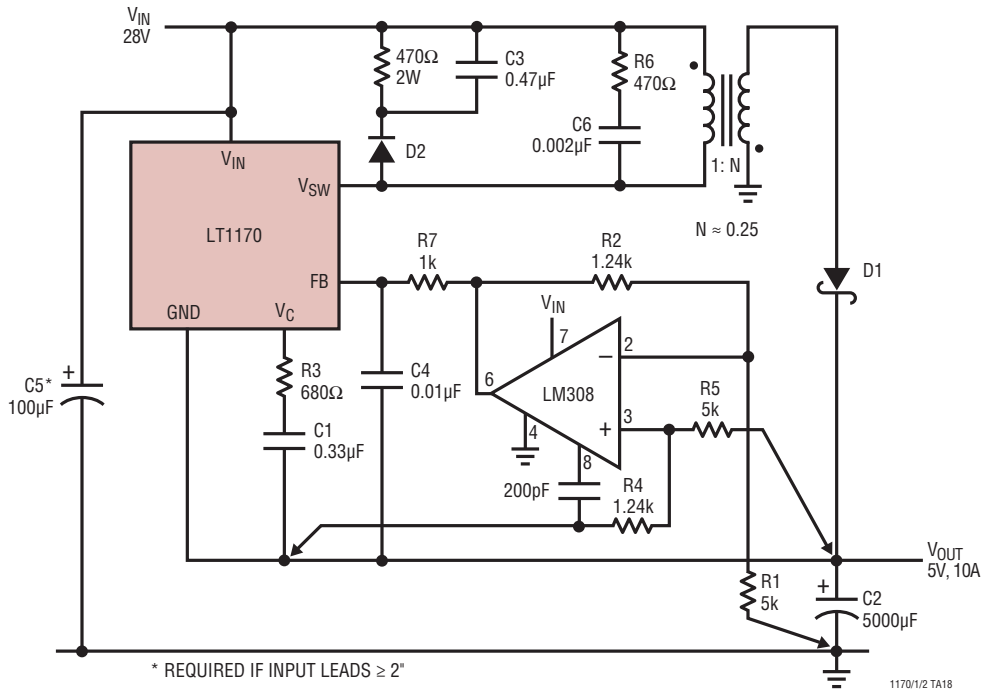 VIN
28V
470Ω
2W
C3
0.47µF
R6
470Ω
C6
0.002µF
D2
1: N
N ≈ 0.25
VIN
VSW
LT1170
FB
GND
VC
R7
1k
R2
1.24k
D1
VIN
7
2
–
6
LM308
3
+
4
8
R5
5k
C5*
100µF
+
R3
680Ω
C4
0.01µF
C1
0.33µF
200pF
R4
1.24k
VOUT
5V, 10A
R1
5k
+
C2
5000µF
* REQUIRED IF INPUT LEADS ≥ 2"
1170/1/2 TA18